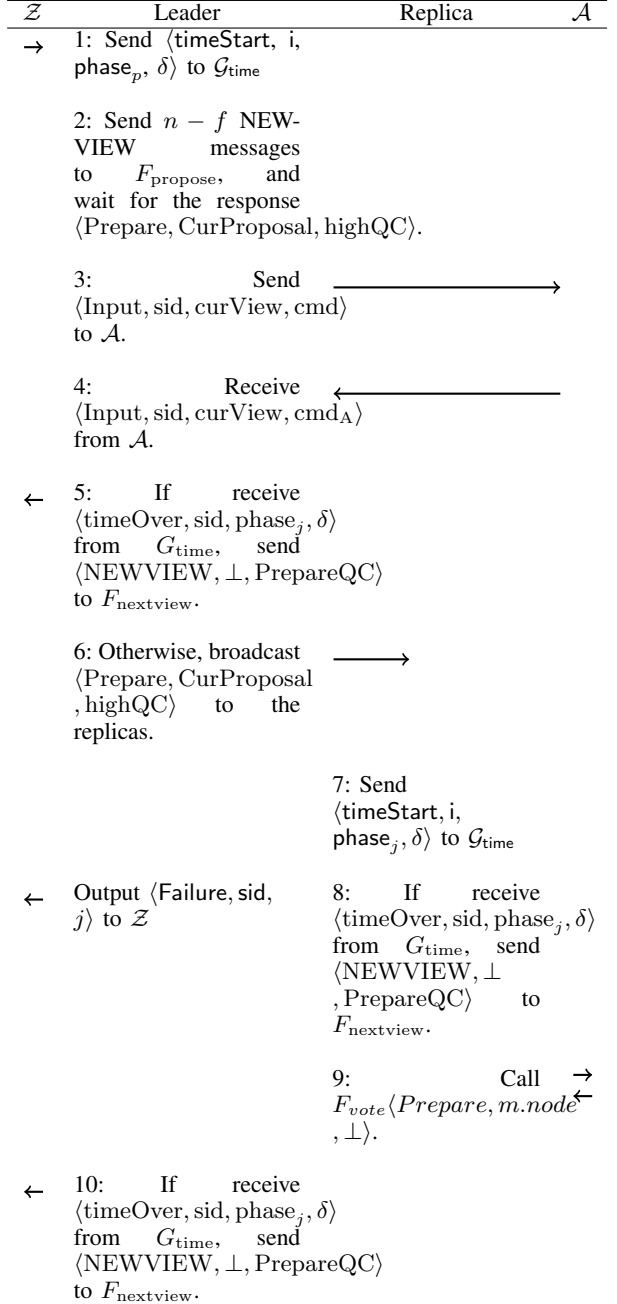 𝒵 Leader Replica 𝒜
→ 1: Send ⟨timeStart, i,
phase_p, δ⟩ to 𝒢_time
2: Send n − f NEW-
VIEW messages
to F_propose, and
wait for the response
⟨Prepare, CurProposal, highQC⟩.
3: Send
⟨Input, sid, curView, cmd⟩
to 𝒜.
4: Receive
⟨Input, sid, curView, cmd_A⟩
from 𝒜.
← 5: If receive
⟨timeOver, sid, phase_j, δ⟩
from G_time, send
⟨NEWVIEW, ⊥, PrepareQC⟩
to F_nextview.
6: Otherwise, broadcast
⟨Prepare, CurProposal
, highQC⟩ to the
replicas.
7: Send
⟨timeStart, i,
phase_j, δ⟩ to 𝒢_time
← Output ⟨Failure, sid,
j⟩ to 𝒵
8: If receive
⟨timeOver, sid, phase_j, δ⟩
from G_time, send
⟨NEWVIEW, ⊥
, PrepareQC⟩ to
F_nextview.
9: Call →
F_vote⟨Prepare, m.node ←
, ⊥⟩.
← 10: If receive
⟨timeOver, sid, phase_j, δ⟩
from G_time, send
⟨NEWVIEW, ⊥, PrepareQC⟩
to F_nextview.